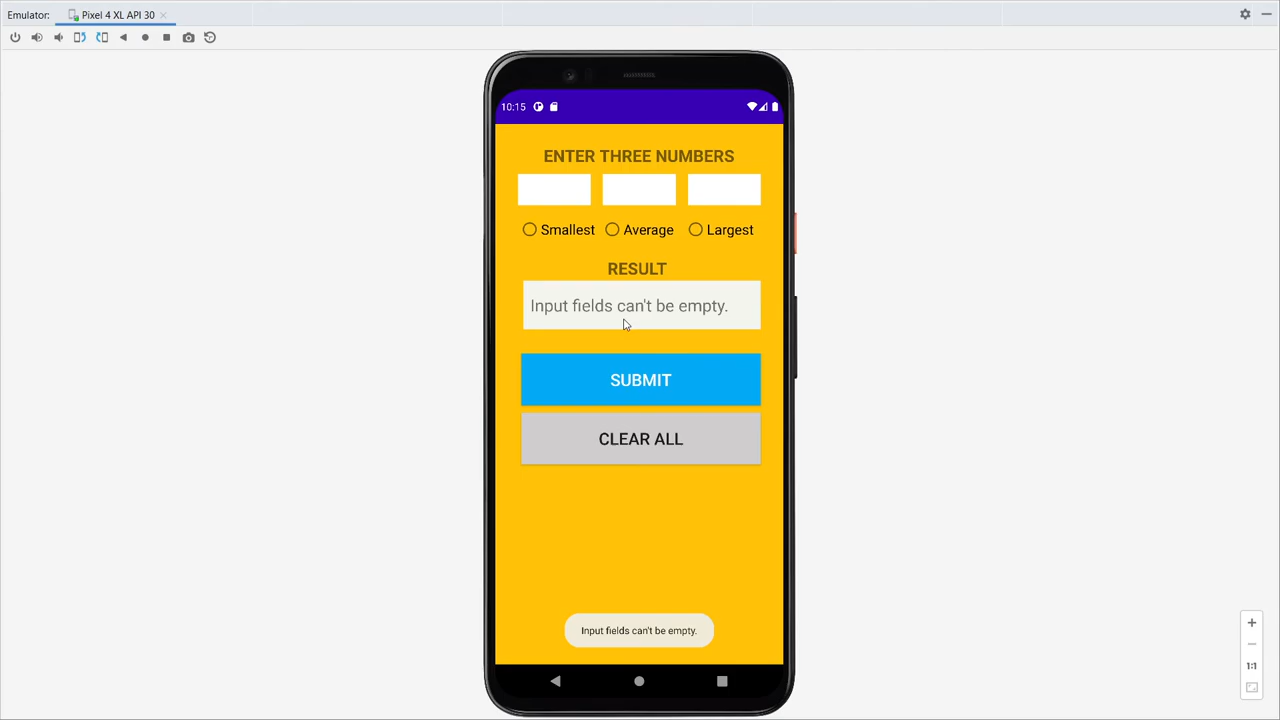 Emulator: Pixel 4 XL API 30
10:15
ENTER THREE NUMBERS
Smallest Average Largest
RESULT
Input fields can't be empty.
SUBMIT
CLEAR ALL
Input fields can't be empty.
1:1